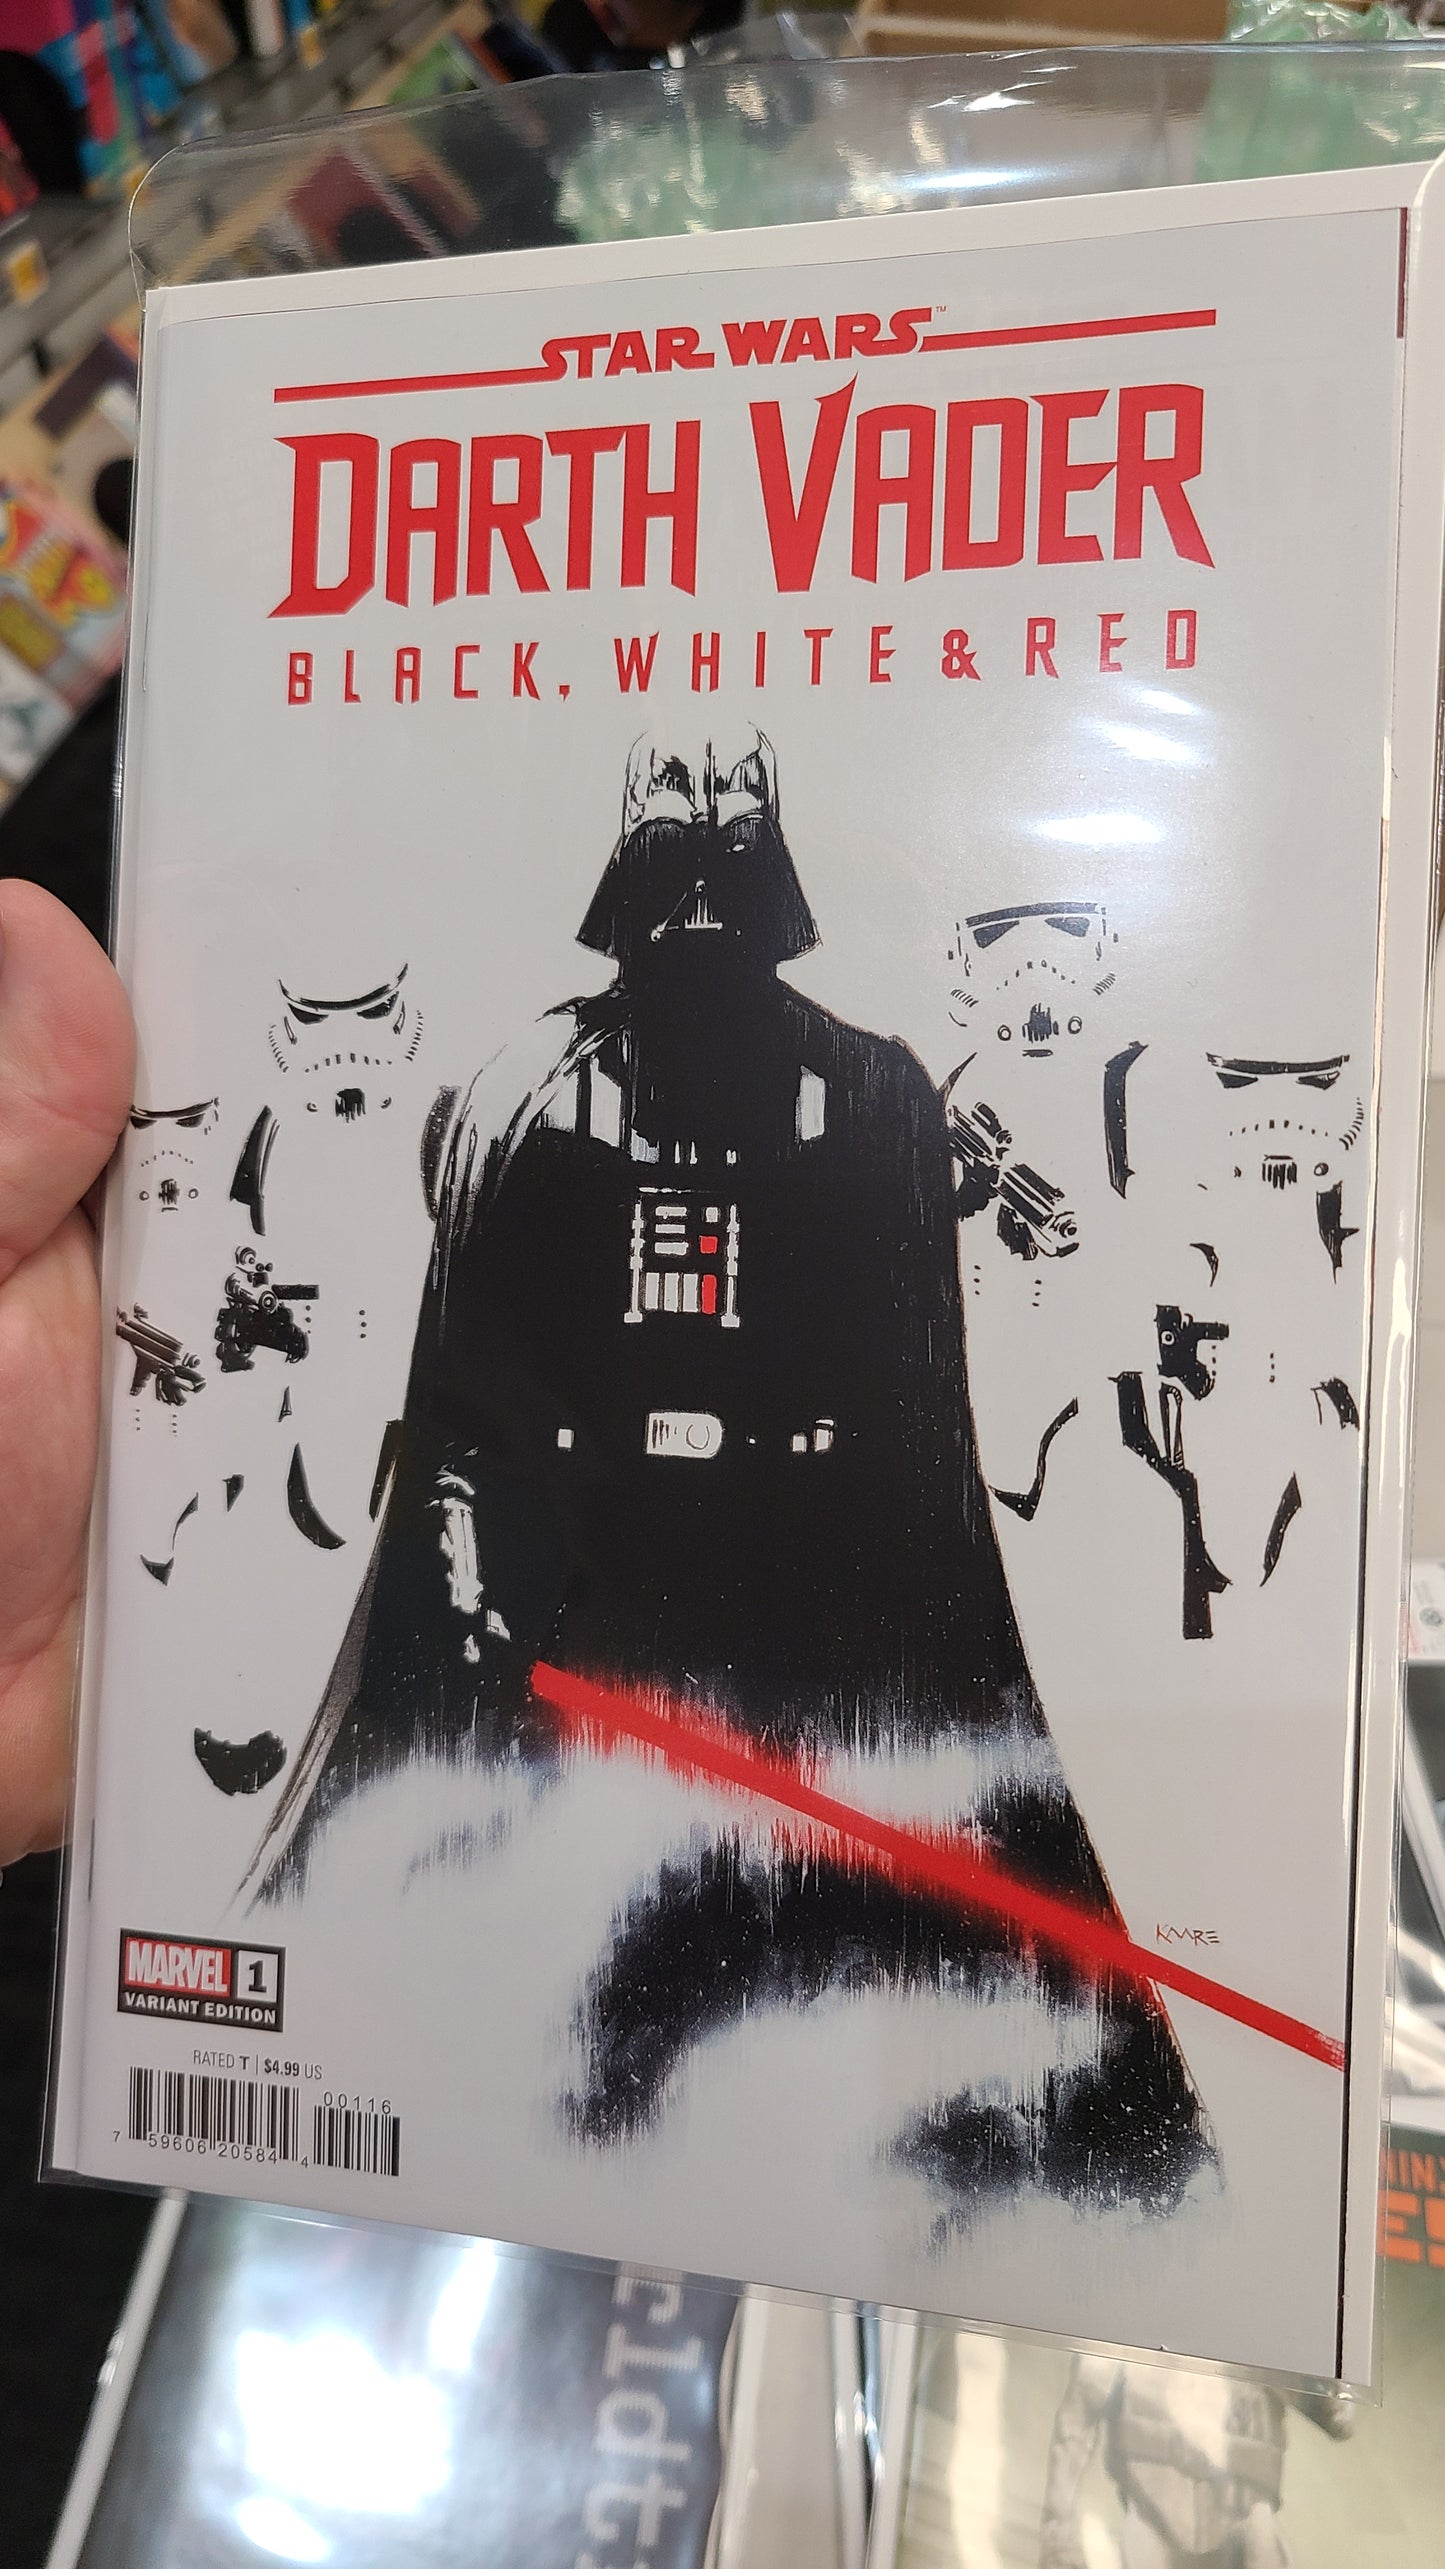 STAR WARS™
DARTH VADER
BLACK, WHITE & RED
KAARE
MARVEL 1
VARIANT EDITION
RATED T | $4.99 US
00116
7 59606 20584 4